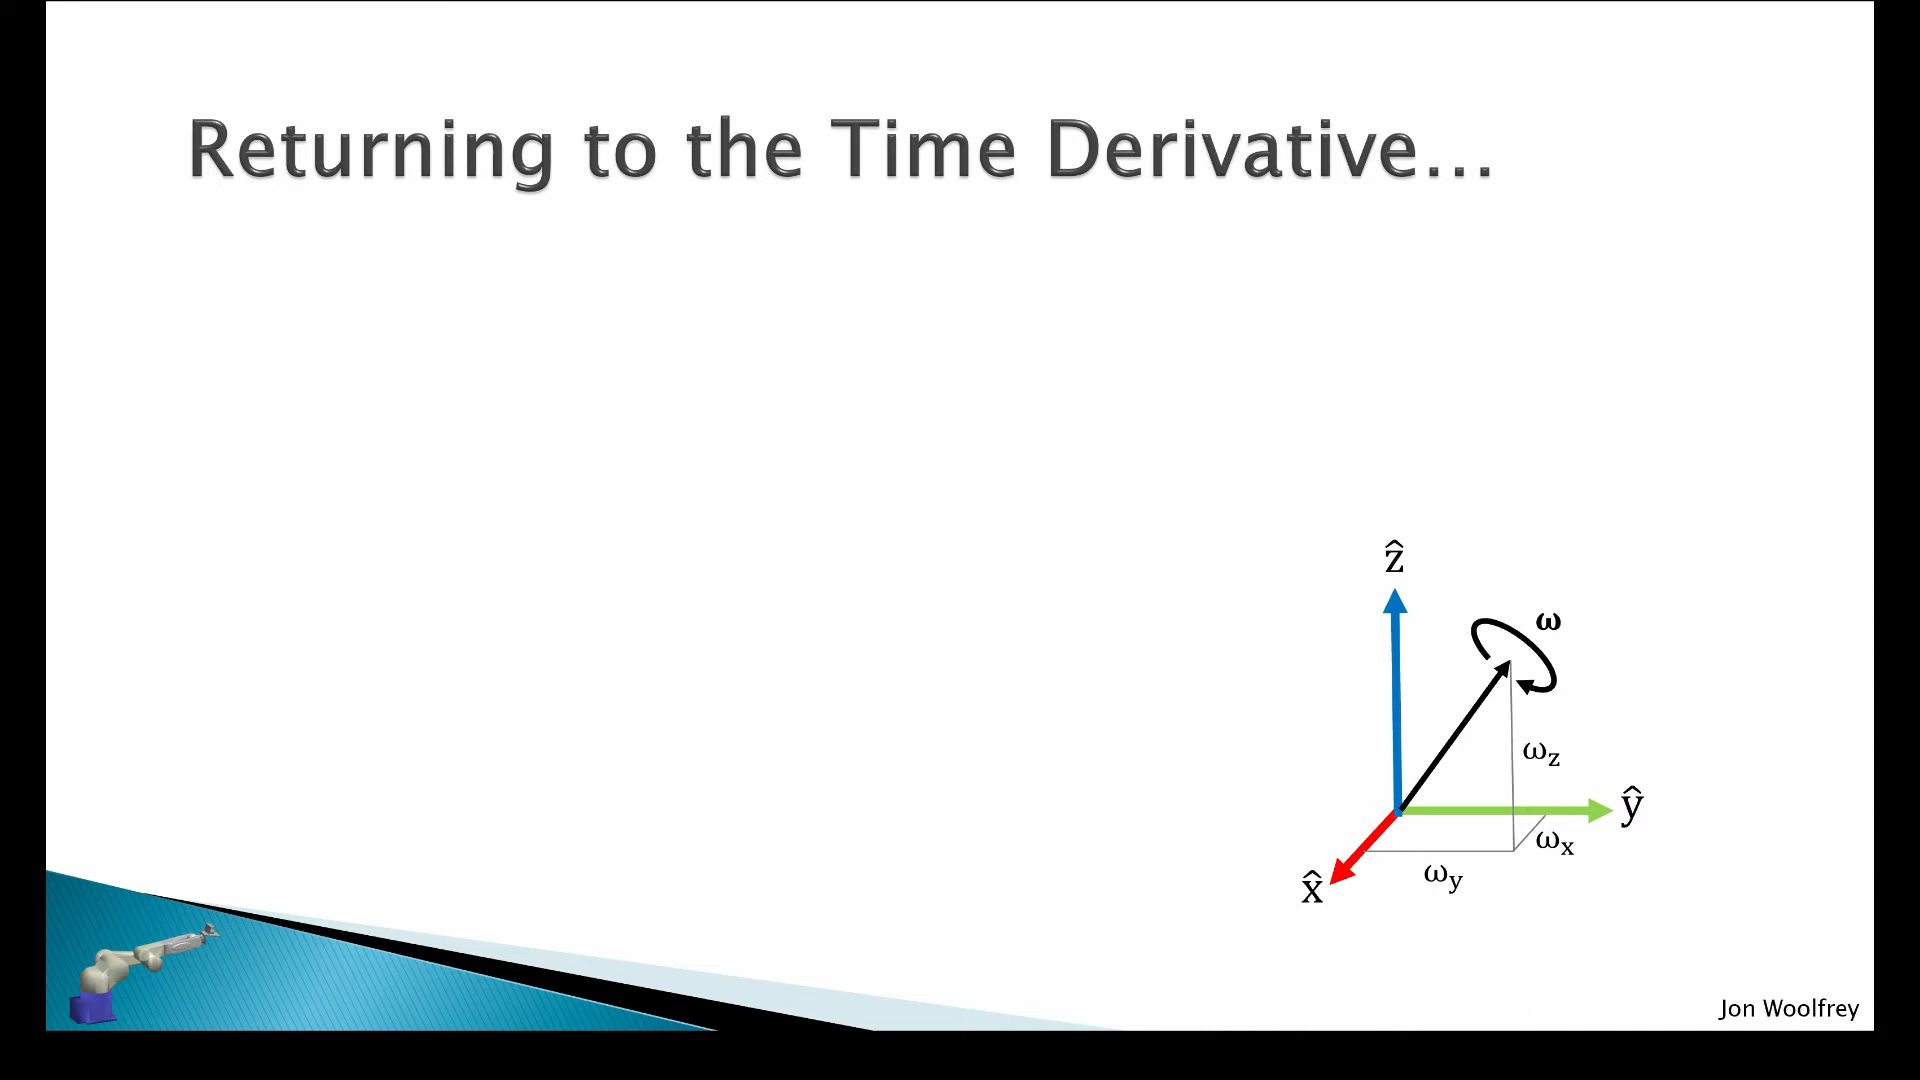 Returning to the Time Derivative...
ẑ
ω
ω_z
ŷ
ω_x
ω_y
x̂
Jon Woolfrey